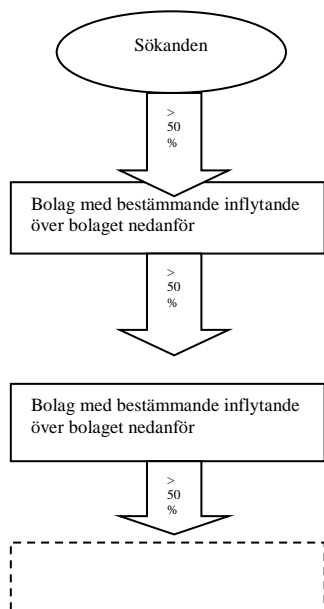 Sökanden
>
50
%
Bolag med bestämmande inflytande
över bolaget nedanför
>
50
%
Bolag med bestämmande inflytande
över bolaget nedanför
>
50
%